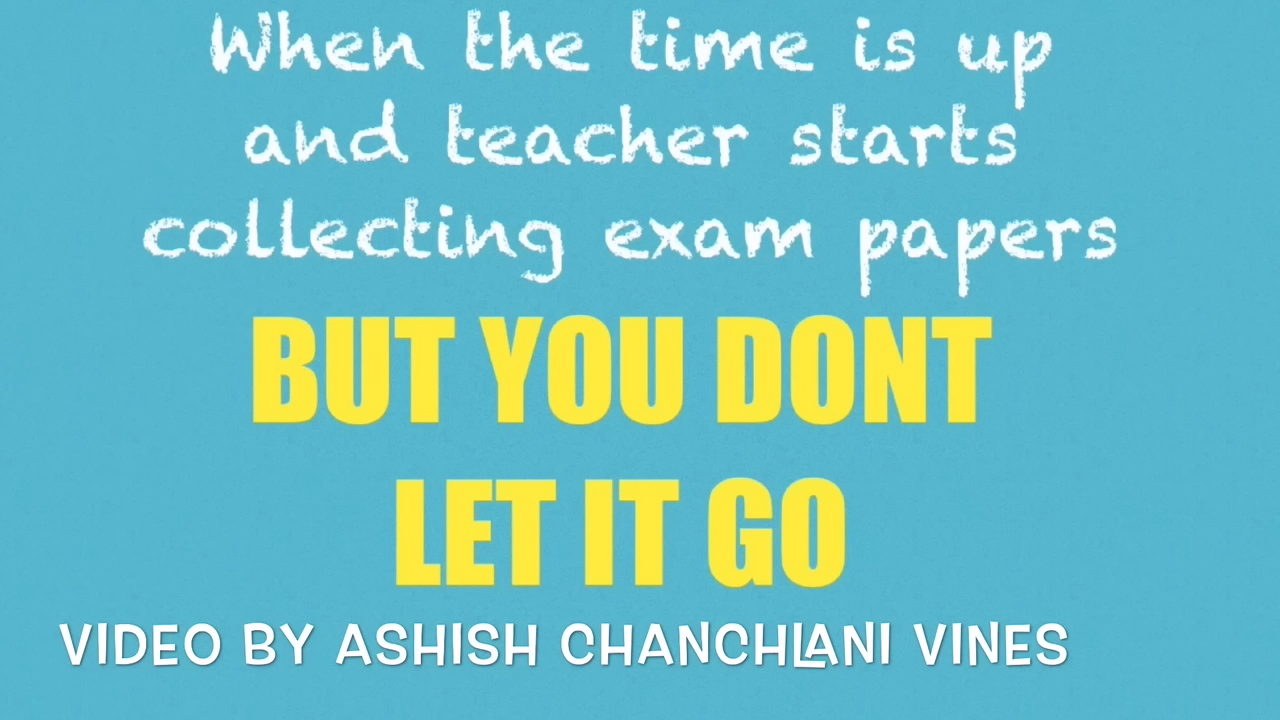 When the time is up
and teacher starts
collecting exam papers
BUT YOU DONT
LET IT GO
VIDEO BY ASHISH CHANCHLANI VINES